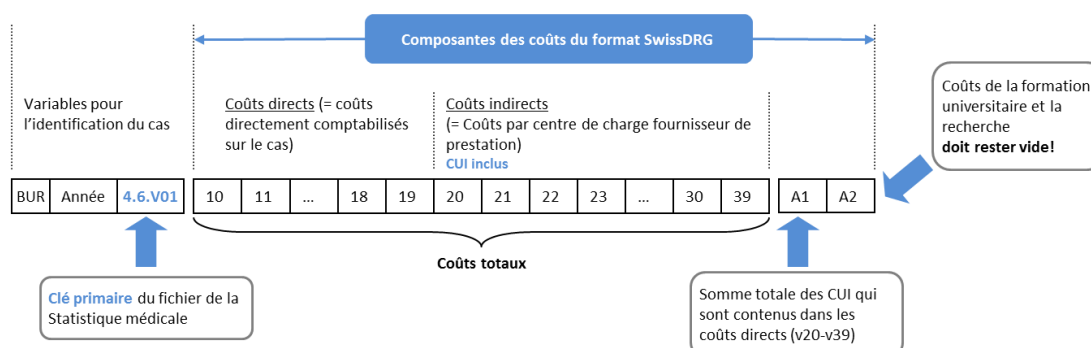 Composantes des coûts du format SwissDRG
Variables pour
l'identification du cas
Coûts directs (= coûts
directement comptabilisés
sur le cas)
Coûts indirects
(= Coûts par centre de charge fournisseur de
prestation)
CUI inclus
Coûts de la formation
universitaire et la
recherche
doit rester vide!
BUR Année 4.6.V01 10 11 ... 18 19 20 21 22 23 ... 30 39 A1 A2
Coûts totaux
Clé primaire du fichier de la
Statistique médicale
Somme totale des CUI qui
sont contenus dans les
coûts directs (v20-v39)